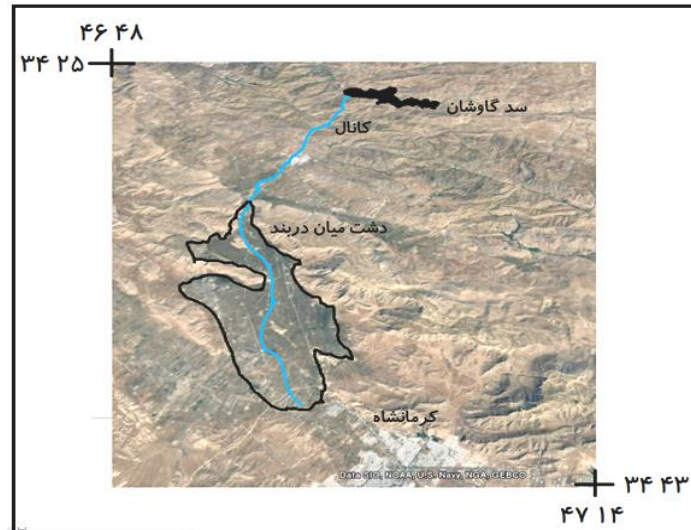 ۴۶ ۴۸
۳۴ ۲۵
سد گاوشان
کانال
دشت میان دربند
کرمانشاه
Data SIO, NOAA, U.S. Navy, NGA, GEBCO
۳۴ ۴۳
۴۷ ۱۴